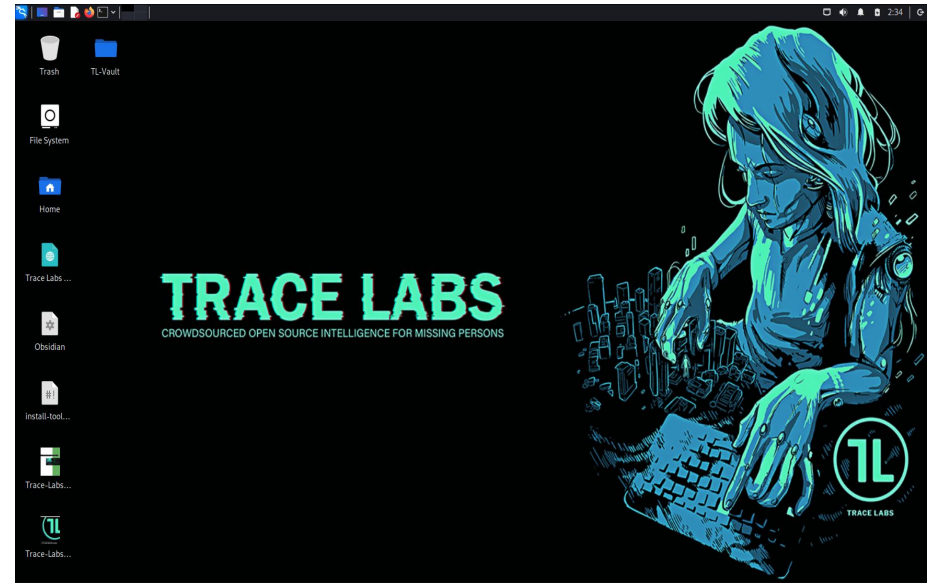 2:34
Trash
TL-Vault
File System
Home
Trace Labs ...
Obsidian
#!
install-tool...
Trace-Labs...
Trace-Labs...
TRACE LABS
CROWDSOURCED OPEN SOURCE INTELLIGENCE FOR MISSING PERSONS
TL
TRACE LABS